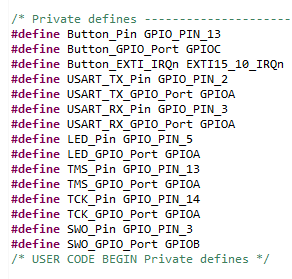 /* Private defines ---------------------
#define Button_Pin GPIO_PIN_13
#define Button_GPIO_Port GPIOC
#define Button_EXTI_IRQn EXTI15_10_IRQn
#define USART_TX_Pin GPIO_PIN_2
#define USART_TX_GPIO_Port GPIOA
#define USART_RX_Pin GPIO_PIN_3
#define USART_RX_GPIO_Port GPIOA
#define LED_Pin GPIO_PIN_5
#define LED_GPIO_Port GPIOA
#define TMS_Pin GPIO_PIN_13
#define TMS_GPIO_Port GPIOA
#define TCK_Pin GPIO_PIN_14
#define TCK_GPIO_Port GPIOA
#define SWO_Pin GPIO_PIN_3
#define SWO_GPIO_Port GPIOB
/* USER CODE BEGIN Private defines */